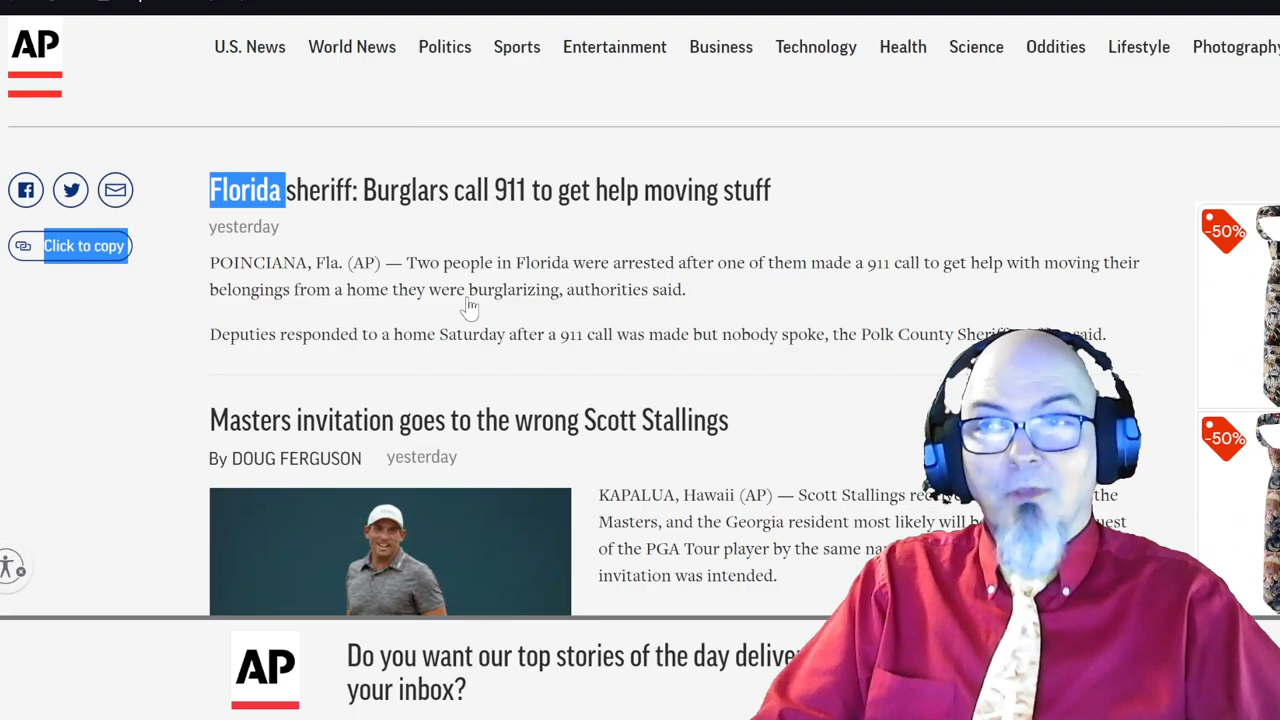 AP
U.S. News World News Politics Sports Entertainment Business Technology Health Science Oddities Lifestyle Photography
Florida sheriff: Burglars call 911 to get help moving stuff
yesterday
Click to copy
POINCIANA, Fla. (AP) — Two people in Florida were arrested after one of them made a 911 call to get help with moving their
belongings from a home they were burglarizing, authorities said.
Deputies responded to a home Saturday after a 911 call was made but nobody spoke, the Polk County said.
-50%
-50%
Masters invitation goes to the wrong Scott Stallings
By DOUG FERGUSON yesterday
KAPALUA, Hawaii (AP) — Scott Stallings the
Masters, and the Georgia resident most likely will
of the PGA Tour player by the same
invitation was intended.
AP
Do you want our top stories of the day
your inbox?